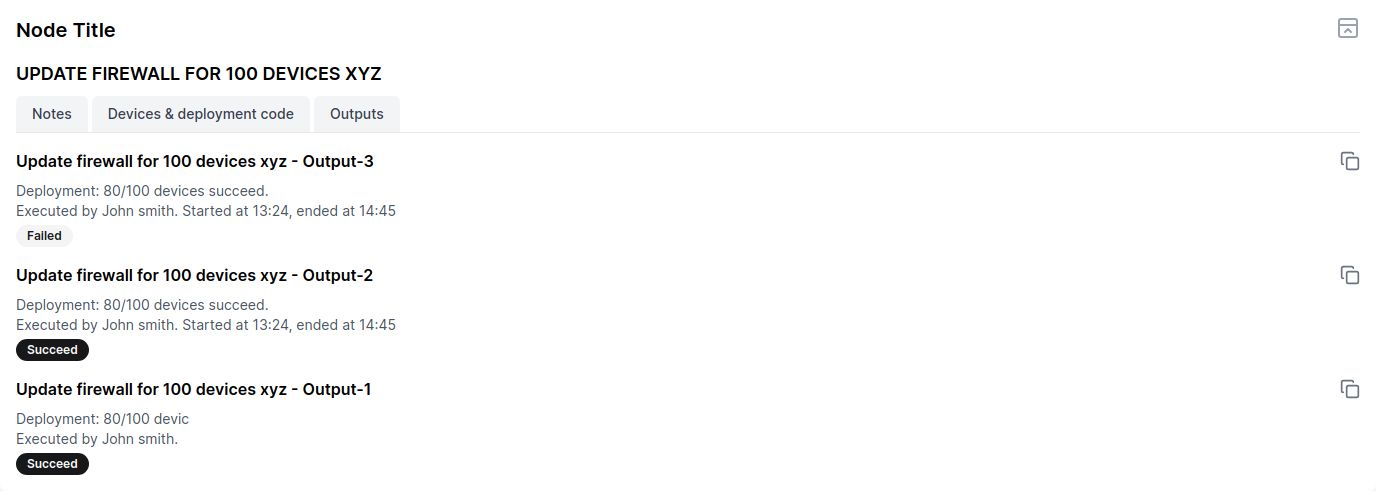 Node Title
UPDATE FIREWALL FOR 100 DEVICES XYZ
Notes
Devices & deployment code
Outputs
Update firewall for 100 devices xyz - Output-3
Deployment: 80/100 devices succeed.
Executed by John smith. Started at 13:24, ended at 14:45
Failed
Update firewall for 100 devices xyz - Output-2
Deployment: 80/100 devices succeed.
Executed by John smith. Started at 13:24, ended at 14:45
Succeed
Update firewall for 100 devices xyz - Output-1
Deployment: 80/100 devic
Executed by John smith.
Succeed